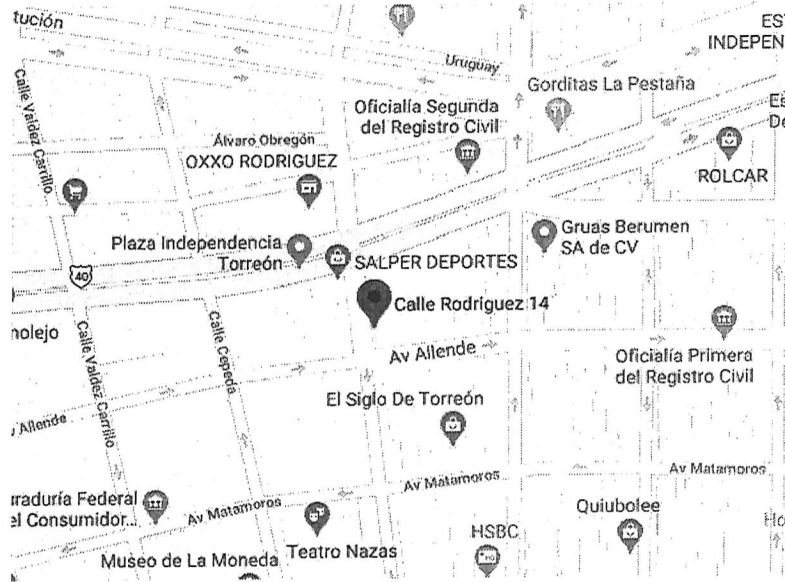 tución
Uruguay
EST
INDEPEN
Gorditas La Pestaña
Calle Valdez Carrillo
Oficialía Segunda
del Registro Civil
Es
De
Álvaro Obregón
OXXO RODRIGUEZ
ROLCAR
Plaza Independencia
Torreón
Gruas Berumen
SA de CV
SALPER DEPORTES
40
Calle Rodriguez 14
nolejo
Calle Valdez Carrillo
Calle Cepeda
Av Allende
Oficialía Primera
del Registro Civil
El Siglo De Torreón
Allende
Av Matamoros
Av Matamoros
uraduría Federal
el Consumidor...
Av Matamoros
Quiubolee
Teatro Nazas
HSBC
Museo de La Moneda